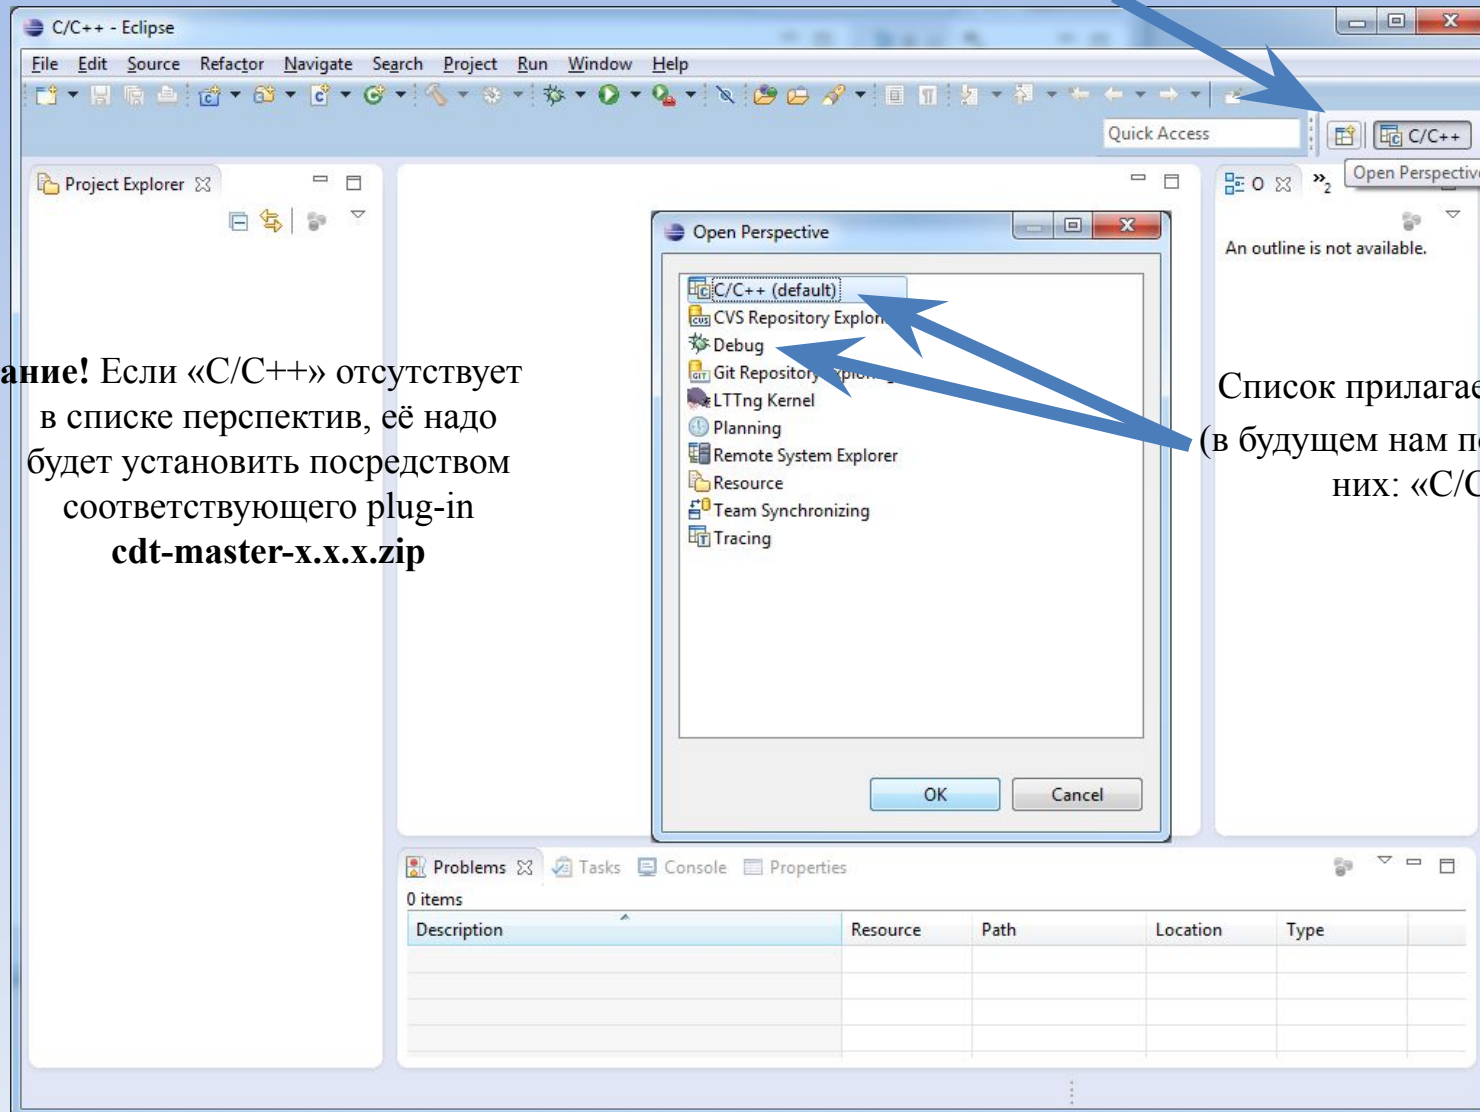 C/C++ - Eclipse
File Edit Source Refactor Navigate Search Project Run Window Help
Quick Access
C/C++
Open Perspectiv
Project Explorer
O
»2
An outline is not available.
Open Perspective
C/C++ (default)
CVS Repository Explor
Debug
Git Repository
LTTng Kernel
Planning
Remote System Explorer
Resource
Team Synchronizing
Tracing
OK Cancel
ание! Если «C/C++» отсутствует
в списке перспектив, её надо
будет установить посредством
соответствующего plug-in
cdt-master-x.x.x.zip
Список прилагае
(в будущем нам п
них: «C/C
Problems Tasks Console Properties
0 items
Description Resource Path Location Type